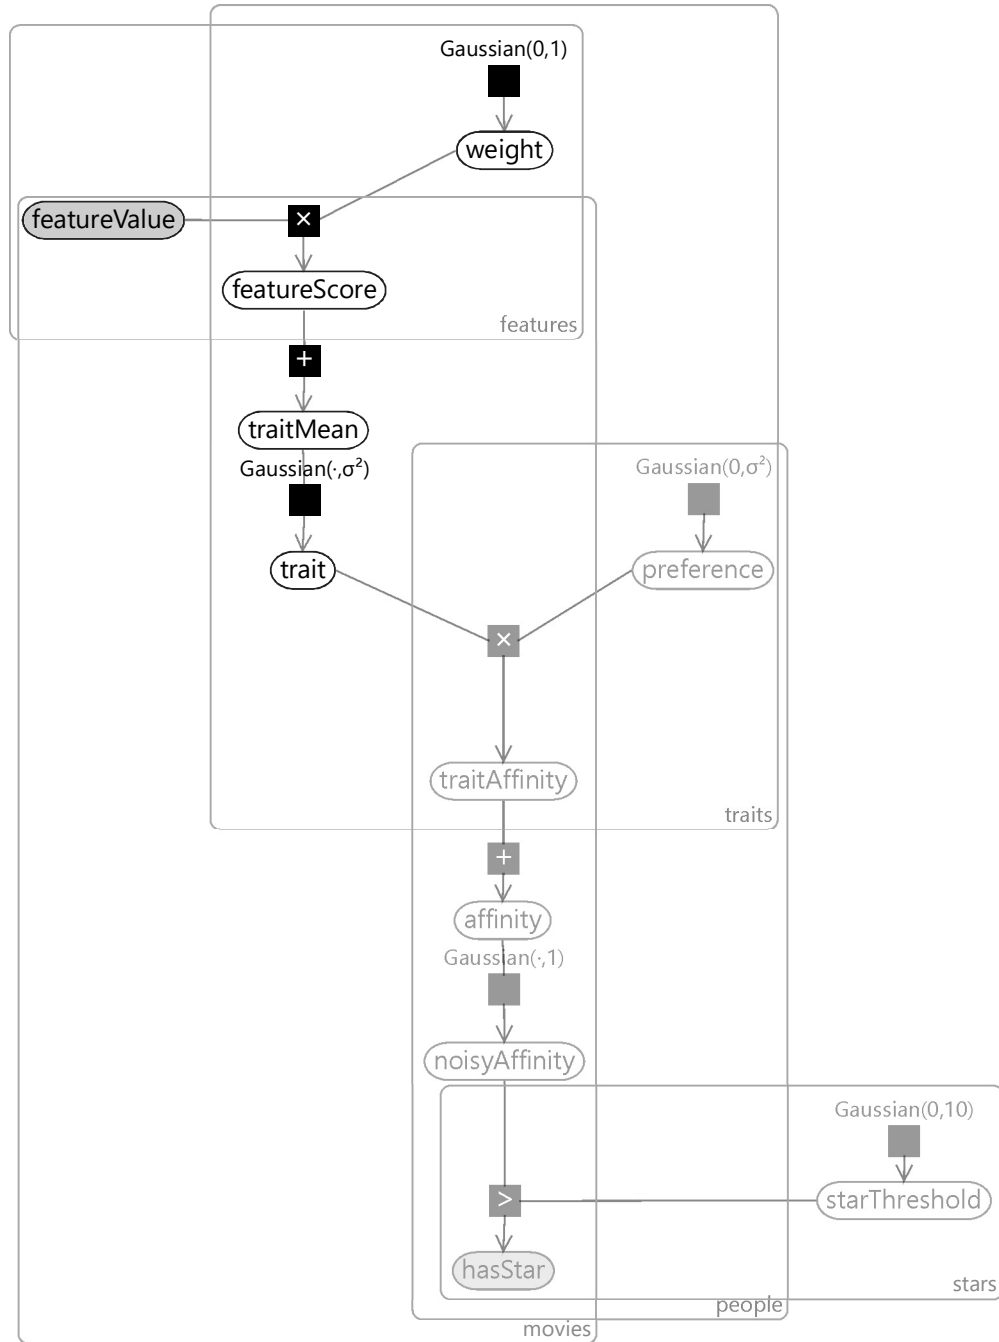 Gaussian(0,1)
weight
featureValue
×
featureScore
features
+
traitMean
Gaussian(·,σ²)
Gaussian(0,σ²)
trait
preference
×
traitAffinity
traits
+
affinity
Gaussian(·,1)
noisyAffinity
Gaussian(0,10)
>
starThreshold
hasStar
stars
people
movies